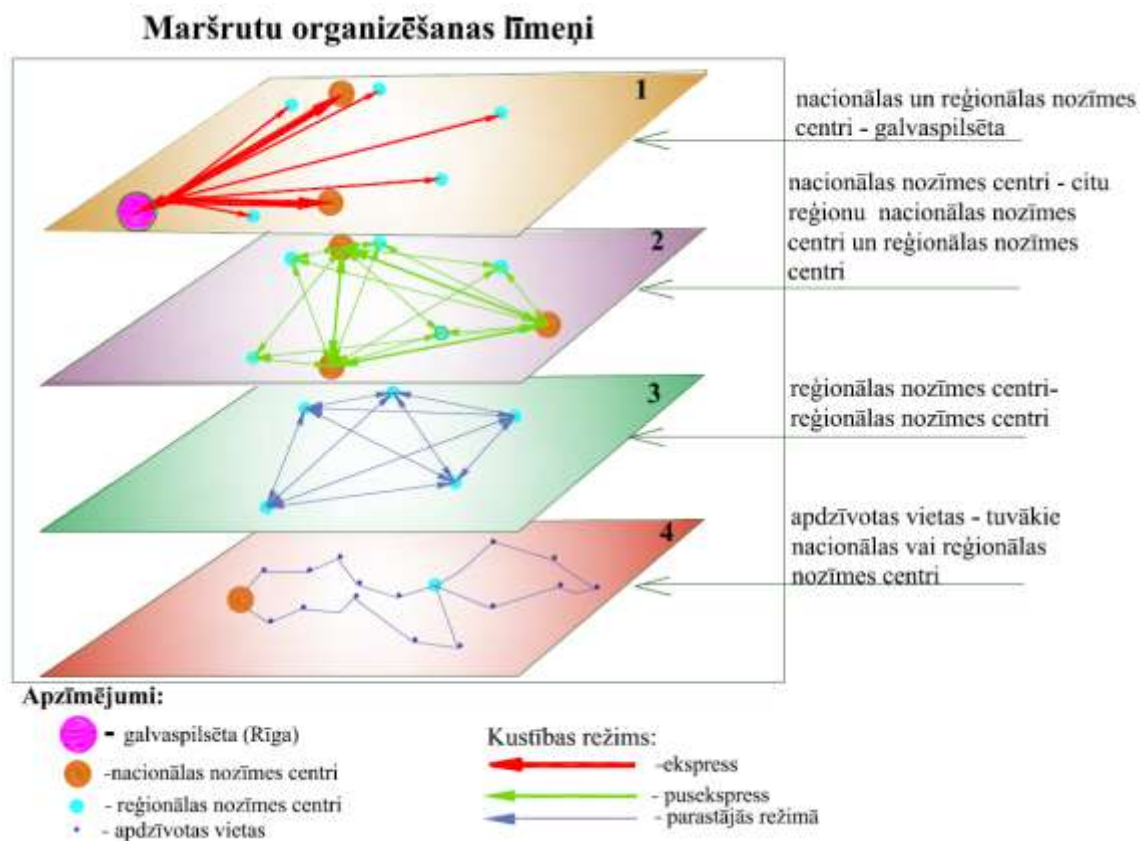 Maršrutu organizēšanas līmeņi
1
nacionālas un reģionālas nozīmes
centri - galvaspilsēta
2
nacionālas nozīmes centri - citu
reģionu nacionālas nozīmes
centri un reģionālas nozīmes
centri
3
reģionālas nozīmes centri-
reģionālas nozīmes centri
4
apdzīvotas vietas - tuvākie
nacionālas vai reģionālas
nozīmes centri
Apzīmējumi:
- galvaspilsēta (Rīga)
-nacionālas nozīmes centri
- reģionālas nozīmes centri
- apdzīvotas vietas
Kustības režims:
-ekspress
- pusekspress
- parastājās režimā